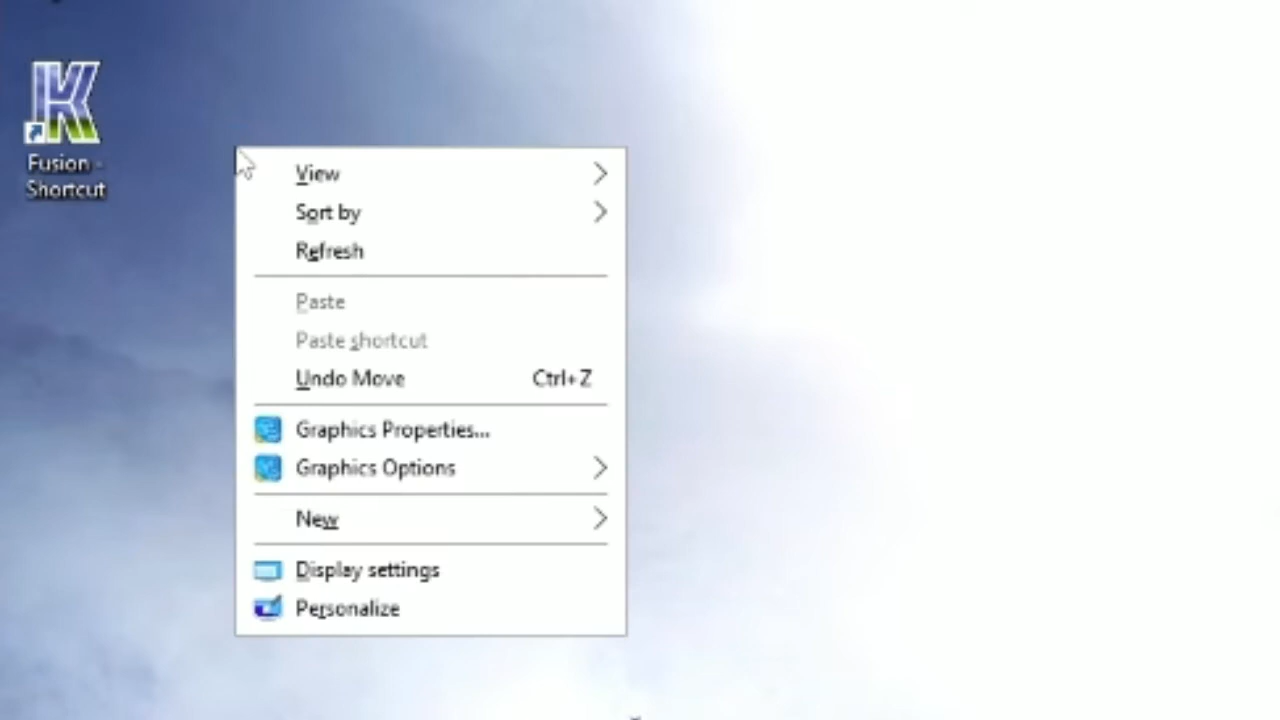 Fusion -
Shortcut
View
Sort by
Refresh
Paste
Paste shortcut
Undo Move Ctrl+Z
Graphics Properties...
Graphics Options
New
Display settings
Personalize